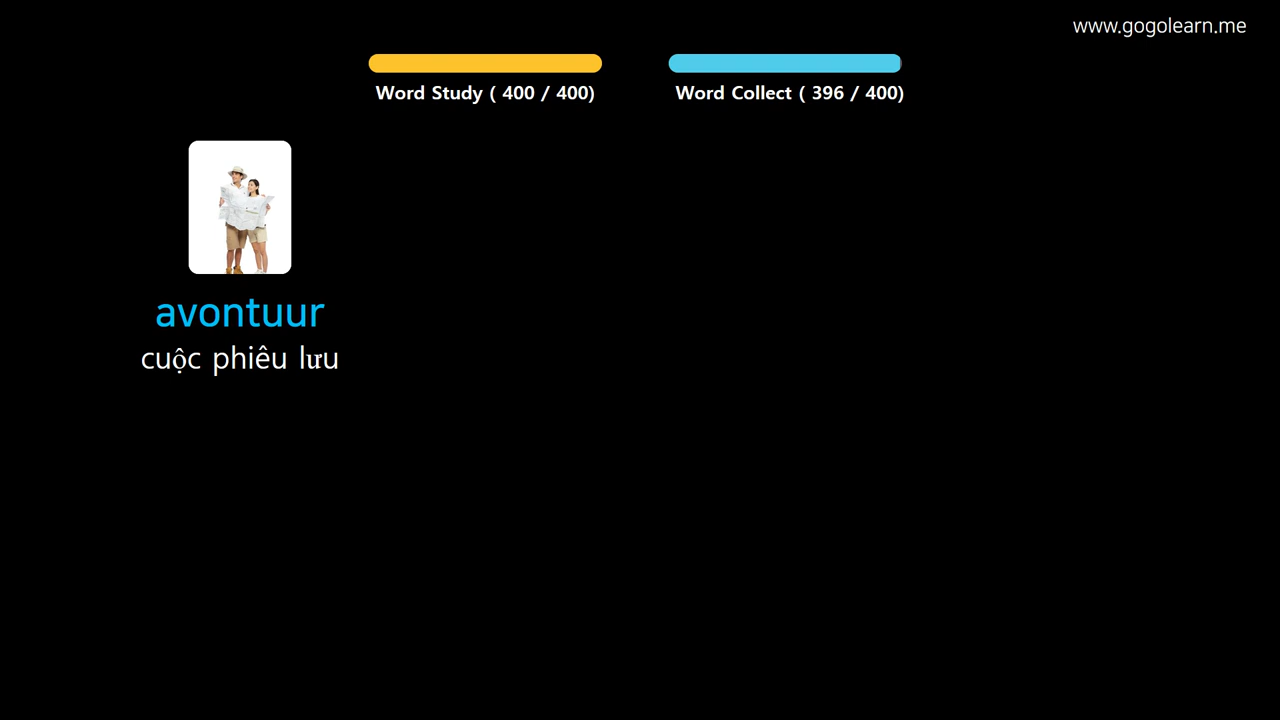 www.gogolearn.me
Word Study ( 400 / 400)
Word Collect ( 396 / 400)
avontuur
cuộc phiêu lưu